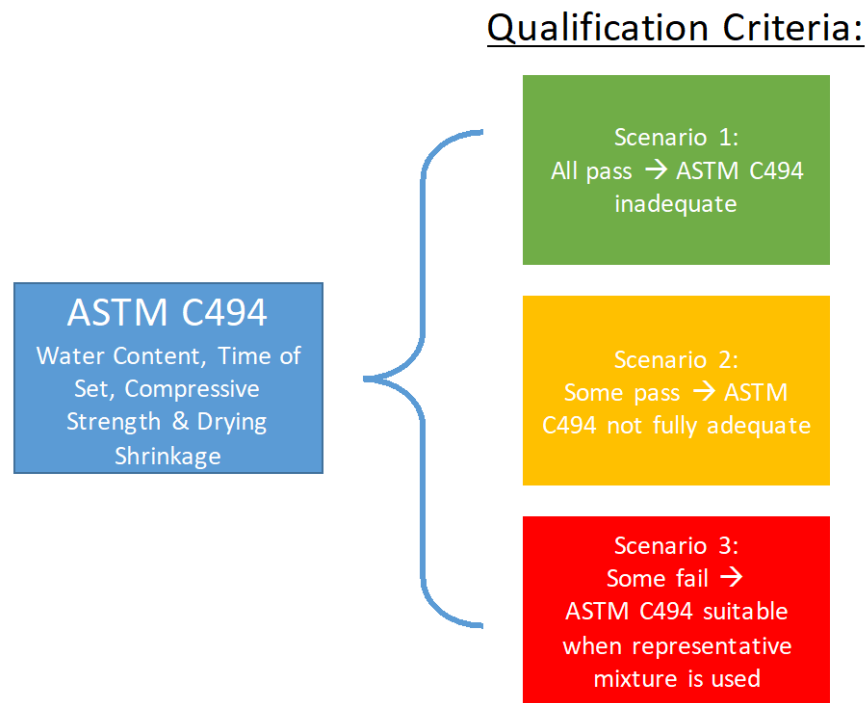 Qualification Criteria:
ASTM C494
Water Content, Time of
Set, Compressive
Strength & Drying
Shrinkage
Scenario 1:
All pass → ASTM C494
inadequate
Scenario 2:
Some pass → ASTM
C494 not fully adequate
Scenario 3:
Some fail →
ASTM C494 suitable
when representative
mixture is used